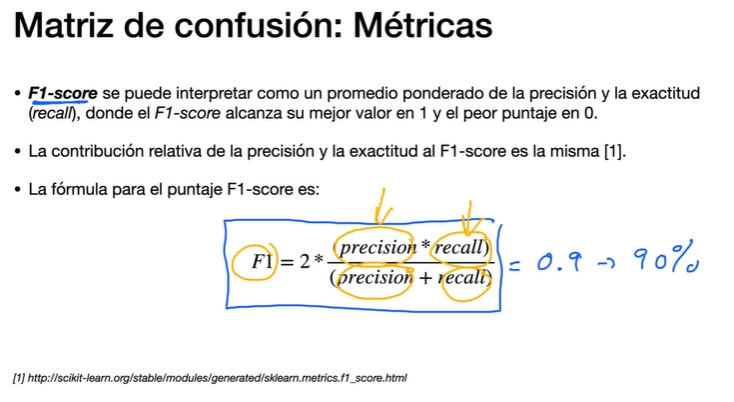 Matriz de confusión: Métricas
• F1-score se puede interpretar como un promedio ponderado de la precisión y la exactitud
(recall), donde el F1-score alcanza su mejor valor en 1 y el peor puntaje en 0.
• La contribución relativa de la precisión y la exactitud al F1-score es la misma [1].
• La fórmula para el puntaje F1-score es:
F1 = 2 * (precision * recall) / (precision + recall) = 0.9 → 90%
[1] http://scikit-learn.org/stable/modules/generated/sklearn.metrics.f1_score.html